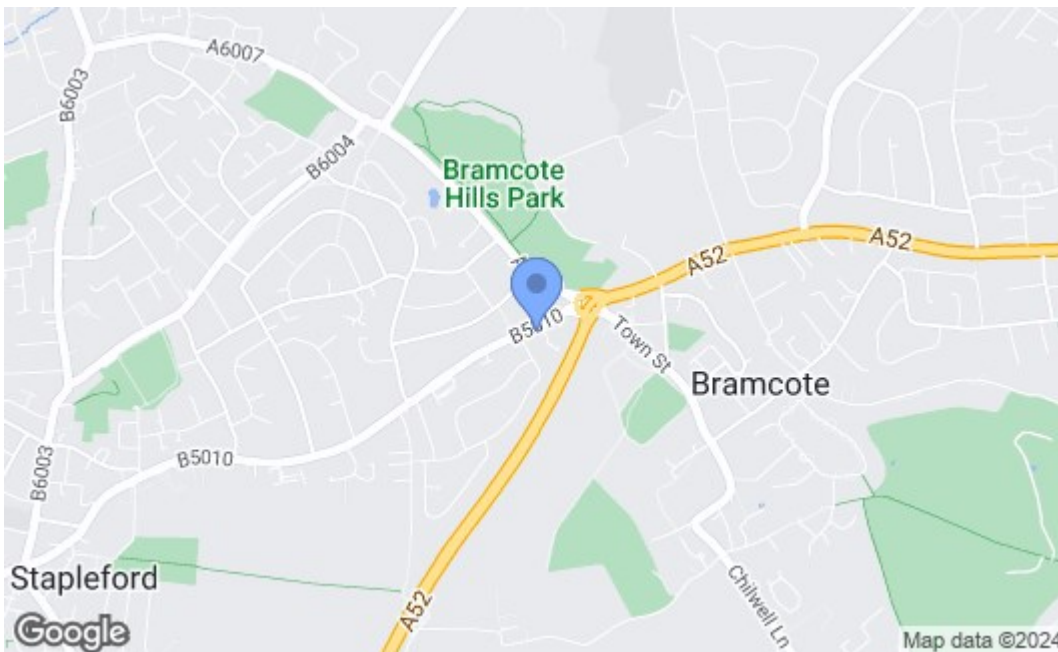 A6007
B6003
B6004
Bramcote
Hills Park
A52
A52
B5010
Town St
Bramcote
B5010
B6003
Stapleford
A52
Chilwell Ln
Google
Map data ©2024